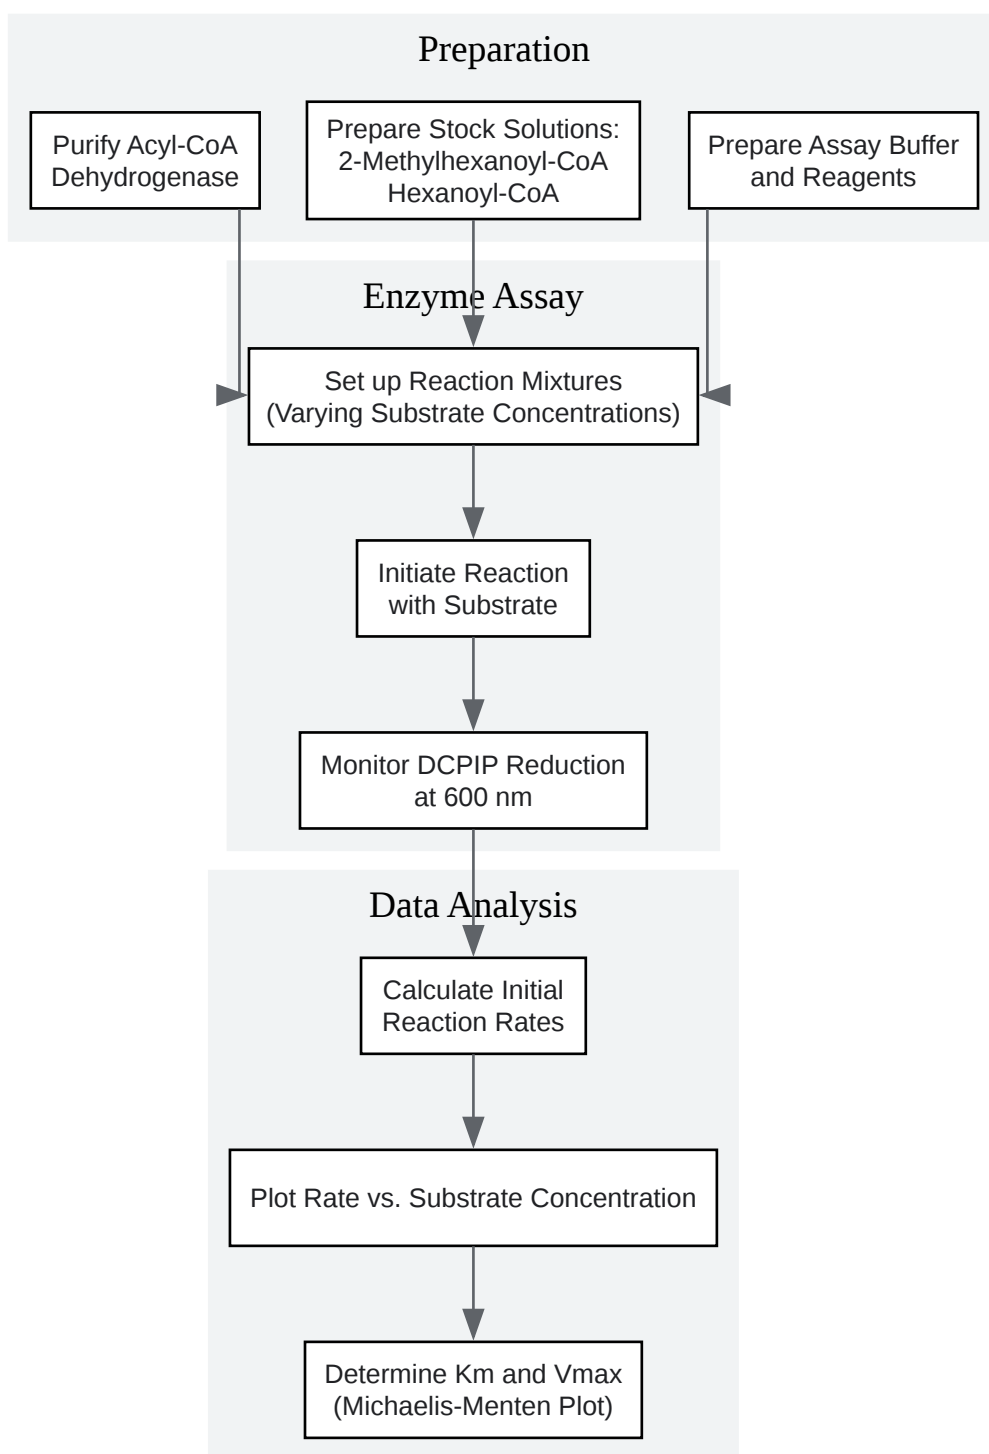 Preparation
Purify Acyl-CoA
Dehydrogenase
Prepare Stock Solutions:
2-Methylhexanoyl-CoA
Hexanoyl-CoA
Prepare Assay Buffer
and Reagents
Enzyme Assay
Set up Reaction Mixtures
(Varying Substrate Concentrations)
Initiate Reaction
with Substrate
Monitor DCPIP Reduction
at 600 nm
Data Analysis
Calculate Initial
Reaction Rates
Plot Rate vs. Substrate Concentration
Determine Km and Vmax
(Michaelis-Menten Plot)